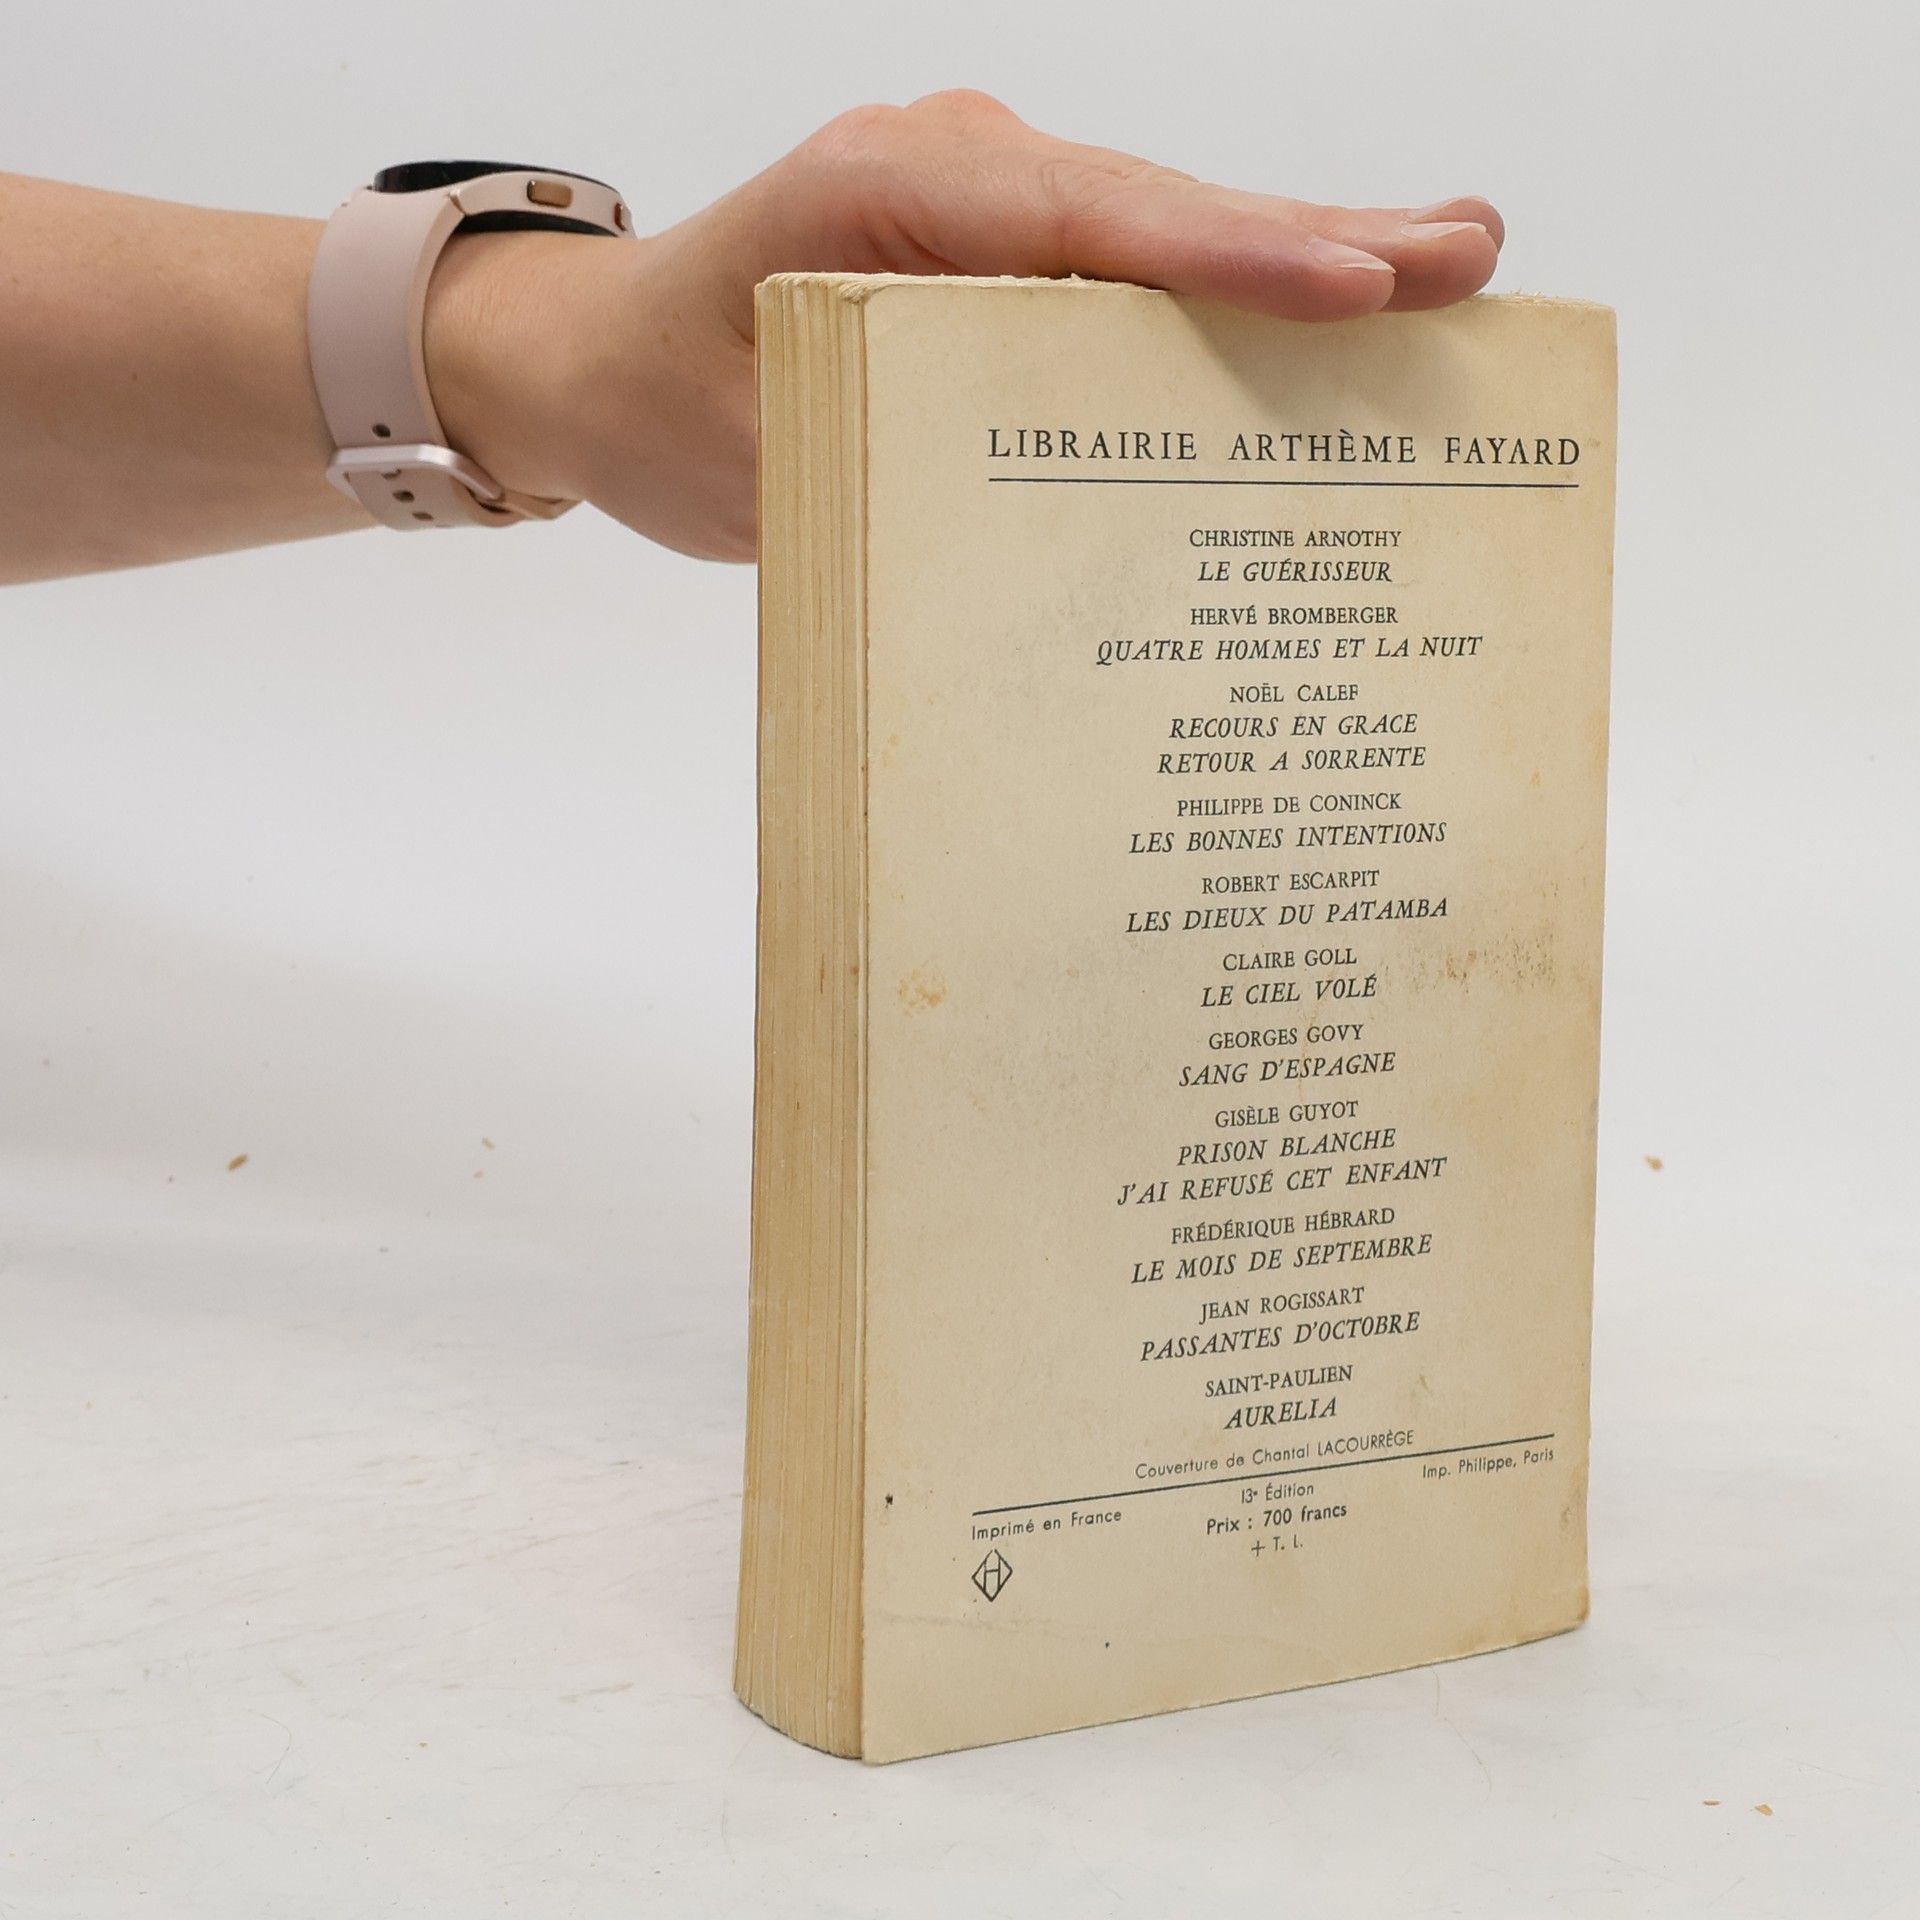 LIBRAIRIE ARTHÈME FAYARD
CHRISTINE ARNOTHY
LE GUÉRISSEUR
HERVÉ BROMBERGER
QUATRE HOMMES ET LA NUIT
NOËL CALEF
RECOURS EN GRACE
RETOUR A SORRENTE
PHILIPPE DE CONINCK
LES BONNES INTENTIONS
ROBERT ESCARPIT
LES DIEUX DU PATAMBA
CLAIRE GOLL
LE CIEL VOLÉ
GEORGES GOVY
SANG D'ESPAGNE
GISÈLE GUYOT
PRISON BLANCHE
J'AI REFUSÉ CET ENFANT
FRÉDÉRIQUE HÉBRARD
LE MOIS DE SEPTEMBRE
JEAN ROGISSART
PASSANTES D'OCTOBRE
SAINT-PAULIEN
AURELIA
Couverture de Chantal LACOURRÈGE
Imprimé en France
13e Édition
Imp. Philippe, Paris
Prix : 700 francs
+ T. L.
H